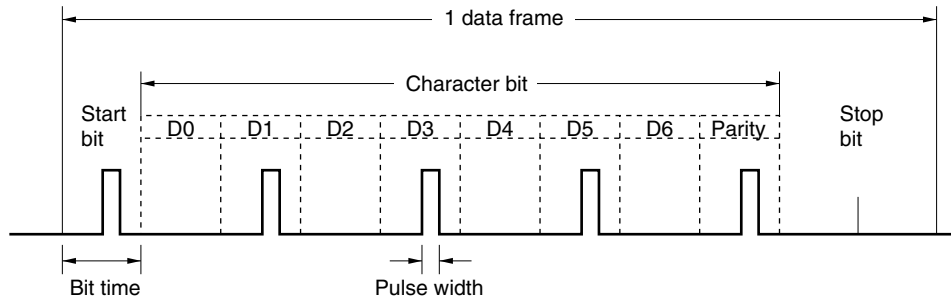 1 data frame
Character bit
Start
bit
D0 D1 D2 D3 D4 D5 D6 Parity
Stop
bit
Bit time
Pulse width